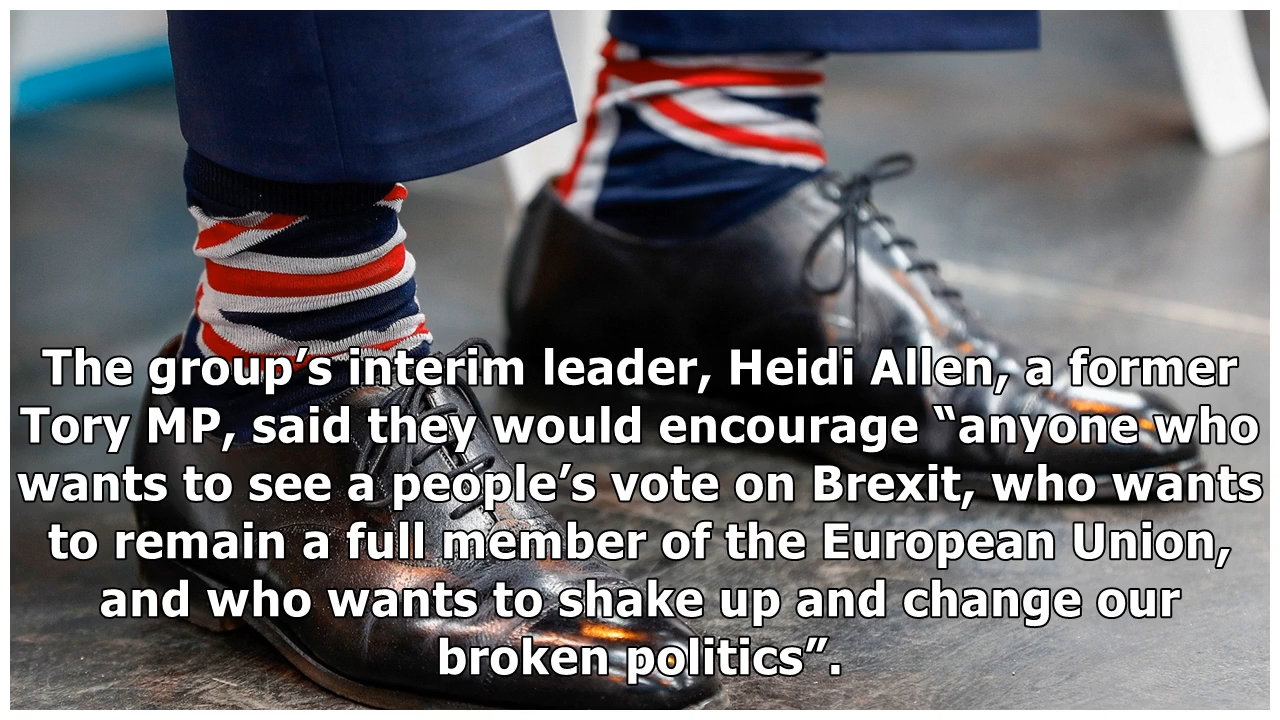 The group’s interim leader, Heidi Allen, a former
Tory MP, said they would encourage “anyone who
wants to see a people’s vote on Brexit, who wants
to remain a full member of the European Union,
and who wants to shake up and change our
broken politics”.